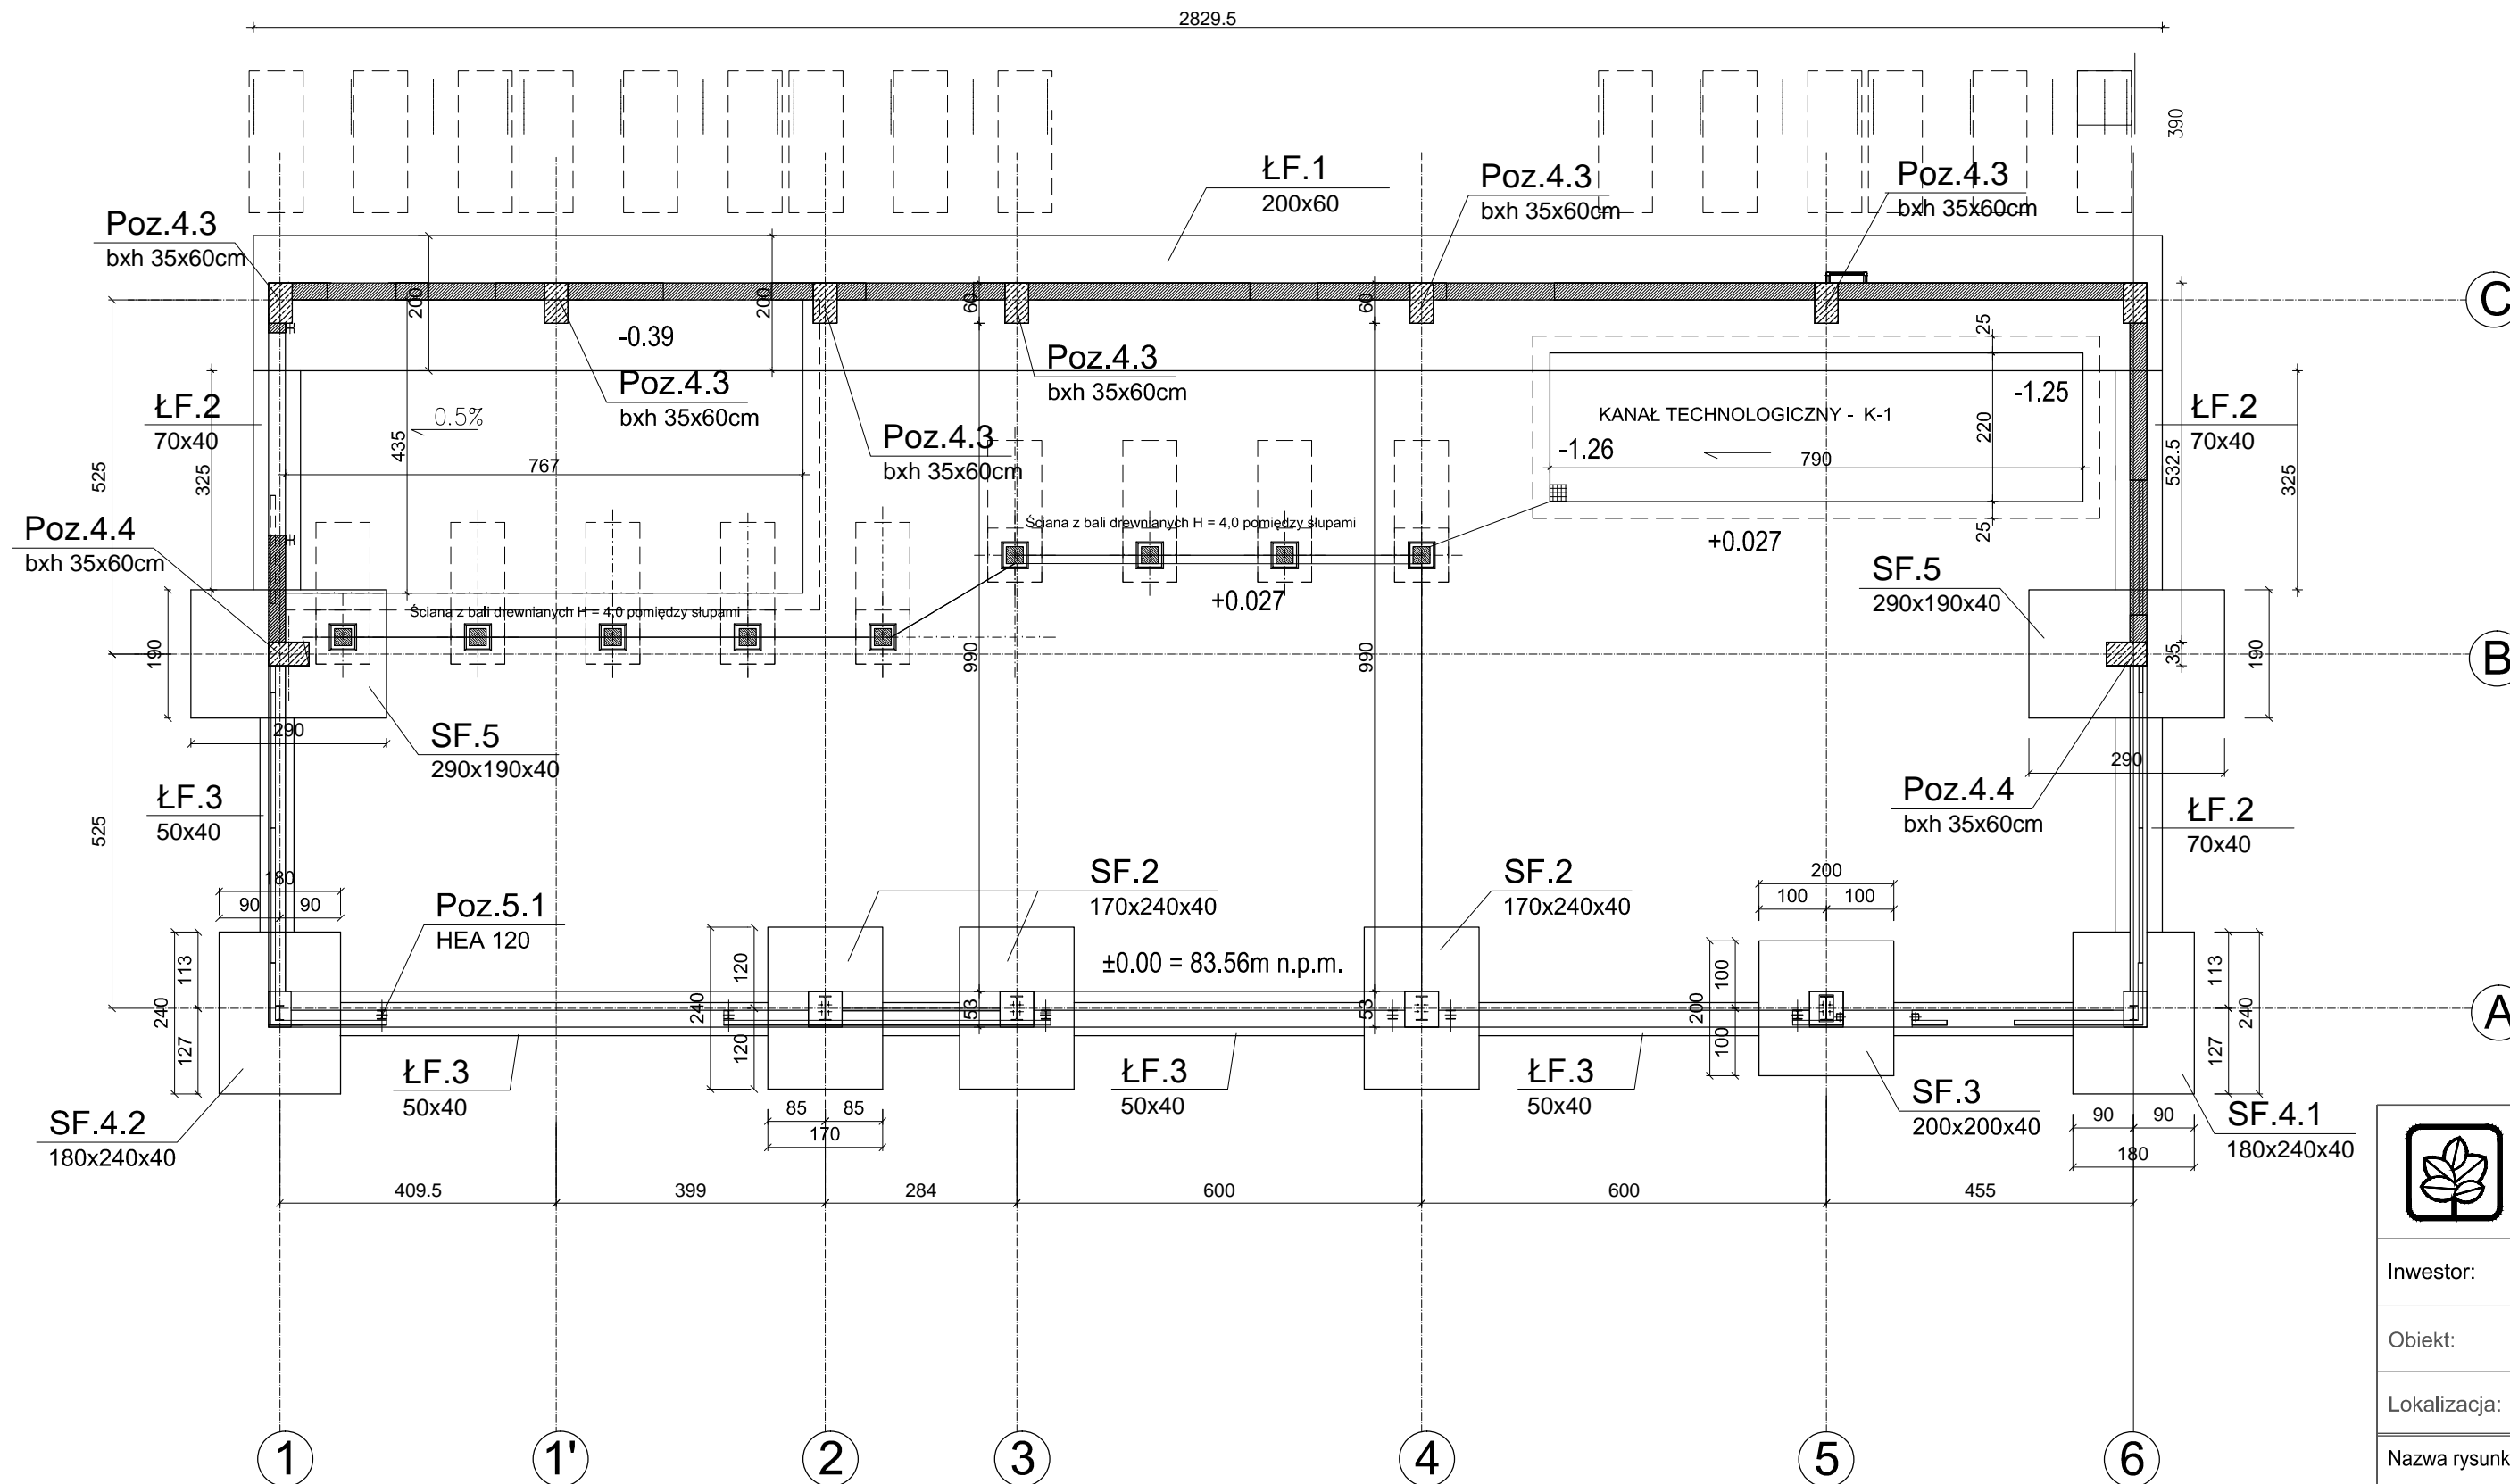 2829.5
390
ŁF.1
200x60
Poz.4.3
bxh 35x60cm
Poz.4.3
bxh 35x60cm
Poz.4.3
bxh 35x60cm
C
200
200
60
60
-0.39
25
Poz.4.3
bxh 35x60cm
Poz.4.3
bxh 35x60cm
Poz.4.3
bxh 35x60cm
ŁF.2
70x40
0.5%
435
767
525
325
KANAŁ TECHNOLOGICZNY - K-1
-1.25
-1.26
220
790
25
532.5
325
ŁF.2
70x40
Poz.4.4
bxh 35x60cm
Ściana z bali drewnianych H = 4,0 pomiędzy słupami
+0.027
+0.027
Ściana z bali drewnianych H = 4,0 pomiędzy słupami
SF.5
290x190x40
190
990
990
35
190
B
290
SF.5
290x190x40
290
ŁF.3
50x40
525
Poz.4.4
bxh 35x60cm
ŁF.2
70x40
180
90
90
Poz.5.1
HEA 120
SF.2
170x240x40
SF.2
170x240x40
200
100
100
±0.00 = 83.56m n.p.m.
113
240
127
120
240
120
53
53
100
200
100
113
240
127
A
ŁF.3
50x40
ŁF.3
50x40
ŁF.3
50x40
SF.3
200x200x40
SF.4.2
180x240x40
85
85
170
90
90
180
SF.4.1
180x240x40
409.5
399
284
600
600
455
Inwestor:
Obiekt:
Lokalizacja:
Nazwa rysunk
1
1'
2
3
4
5
6